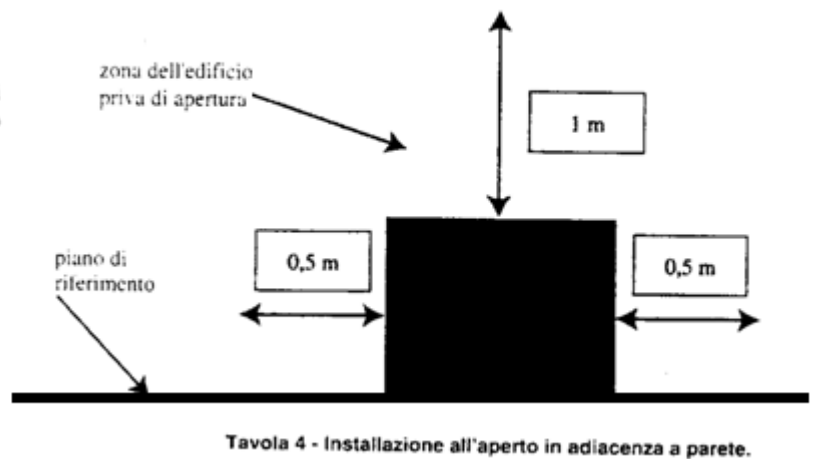 zona dell'edificio
priva di apertura
1 m
piano di
riferimento
0,5 m
0,5 m
Tavola 4 - Installazione all'aperto in adiacenza a parete.